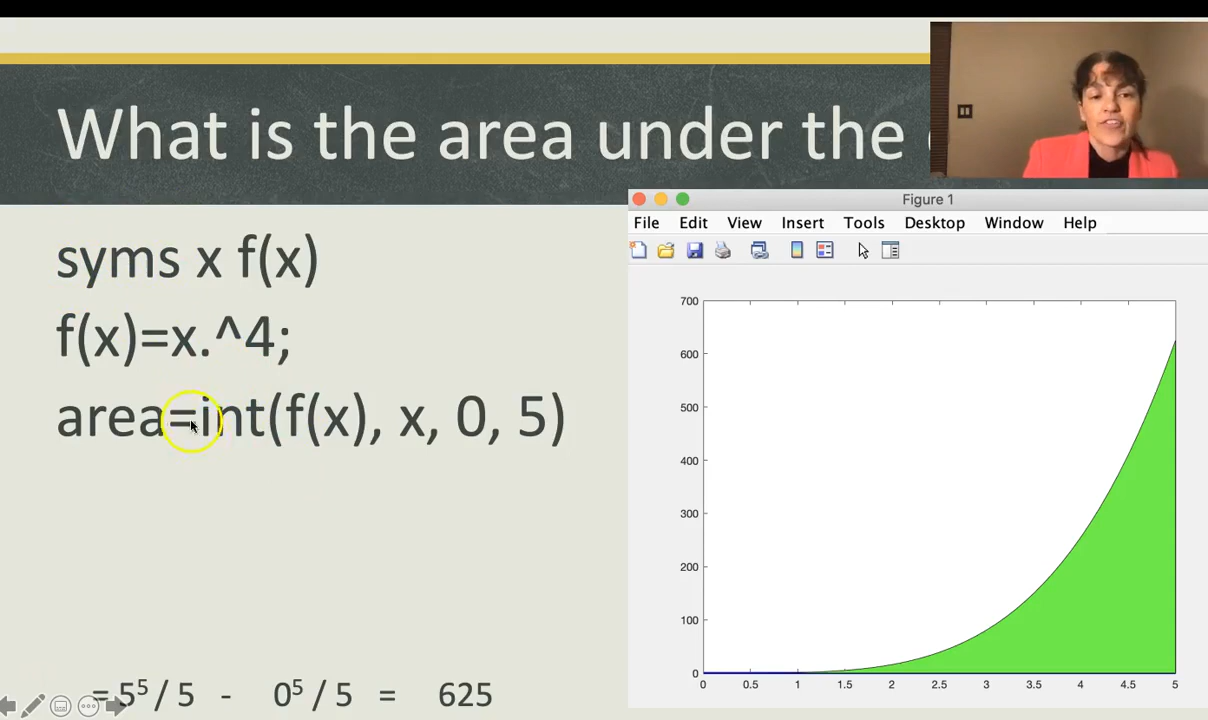 What is the area under the
syms x f(x)
f(x)=x.^4;
area=int(f(x), x, 0, 5)
= 5⁵ / 5 - 0⁵ / 5 = 625
Figure 1
File Edit View Insert Tools Desktop Window Help
700
600
500
400
300
200
100
0
0 0.5 1 1.5 2 2.5 3 3.5 4 4.5 5